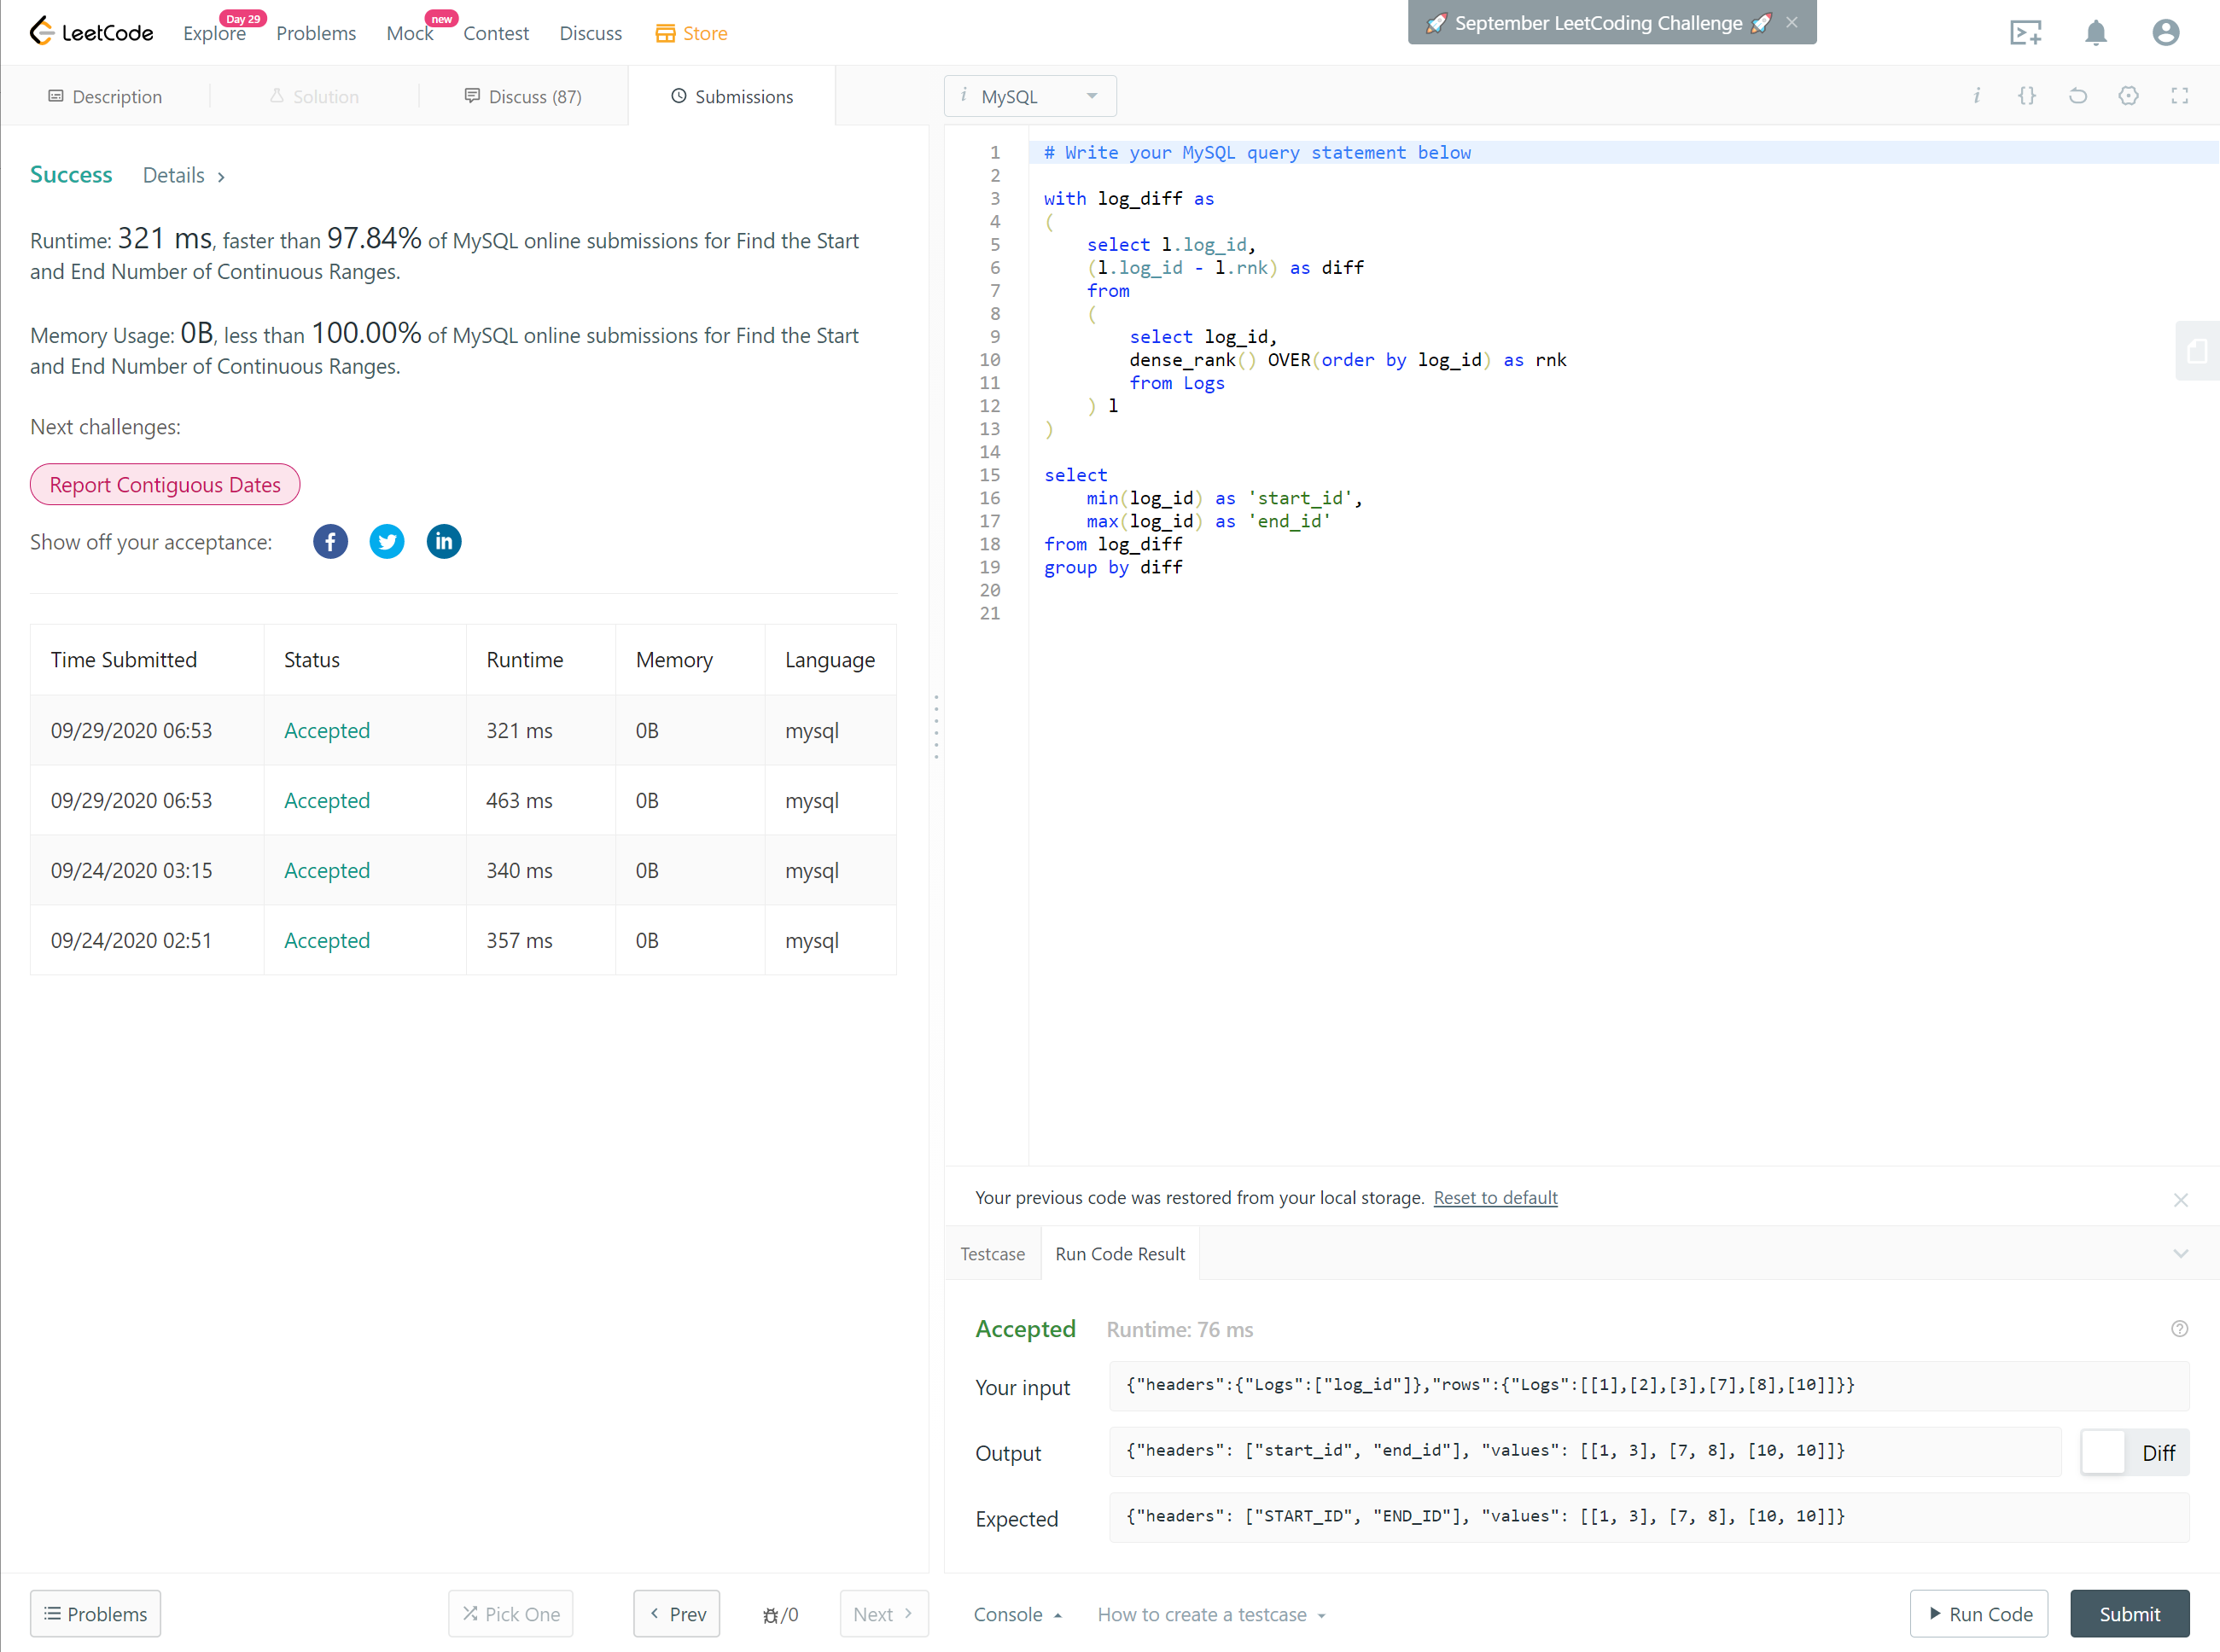 LeetCode
Explore
Day 29
Problems
Mock
new
Contest
Discuss
Store
🚀 September LeetCoding Challenge 🚀 ×
Description
Solution
Discuss (87)
Submissions
Success
Details >
Runtime: 321 ms, faster than 97.84% of MySQL online submissions for Find the Start
and End Number of Continuous Ranges.
Memory Usage: 0B, less than 100.00% of MySQL online submissions for Find the Start
and End Number of Continuous Ranges.
Next challenges:
Report Contiguous Dates
Show off your acceptance:
Time Submitted Status Runtime Memory Language
09/29/2020 06:53 Accepted 321 ms 0B mysql
09/29/2020 06:53 Accepted 463 ms 0B mysql
09/24/2020 03:15 Accepted 340 ms 0B mysql
09/24/2020 02:51 Accepted 357 ms 0B mysql
Problems
Pick One
< Prev
/0
Next >
i MySQL
1 # Write your MySQL query statement below
2
3 with log_diff as
4 (
5     select l.log_id,
6     (l.log_id - l.rnk) as diff
7     from
8     (
9         select log_id,
10         dense_rank() OVER(order by log_id) as rnk
11         from Logs
12     ) l
13 )
14
15 select
16     min(log_id) as 'start_id',
17     max(log_id) as 'end_id'
18 from log_diff
19 group by diff
20
21
Your previous code was restored from your local storage. Reset to default
Testcase
Run Code Result
Accepted Runtime: 76 ms
Your input {"headers":{"Logs":["log_id"]},"rows":{"Logs":[[1],[2],[3],[7],[8],[10]]}}
Output {"headers": ["start_id", "end_id"], "values": [[1, 3], [7, 8], [10, 10]]}
Diff
Expected {"headers": ["START_ID", "END_ID"], "values": [[1, 3], [7, 8], [10, 10]]}
Console
How to create a testcase
Run Code
Submit